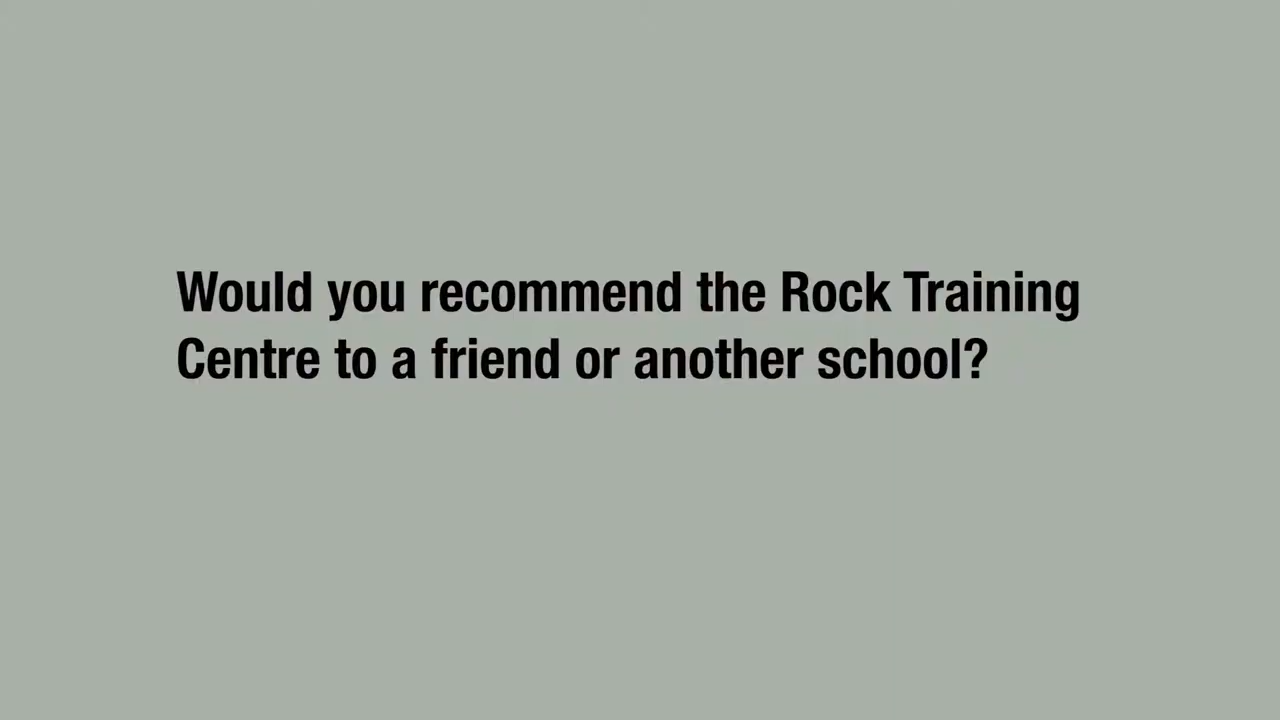 Would you recommend the Rock Training
Centre to a friend or another school?